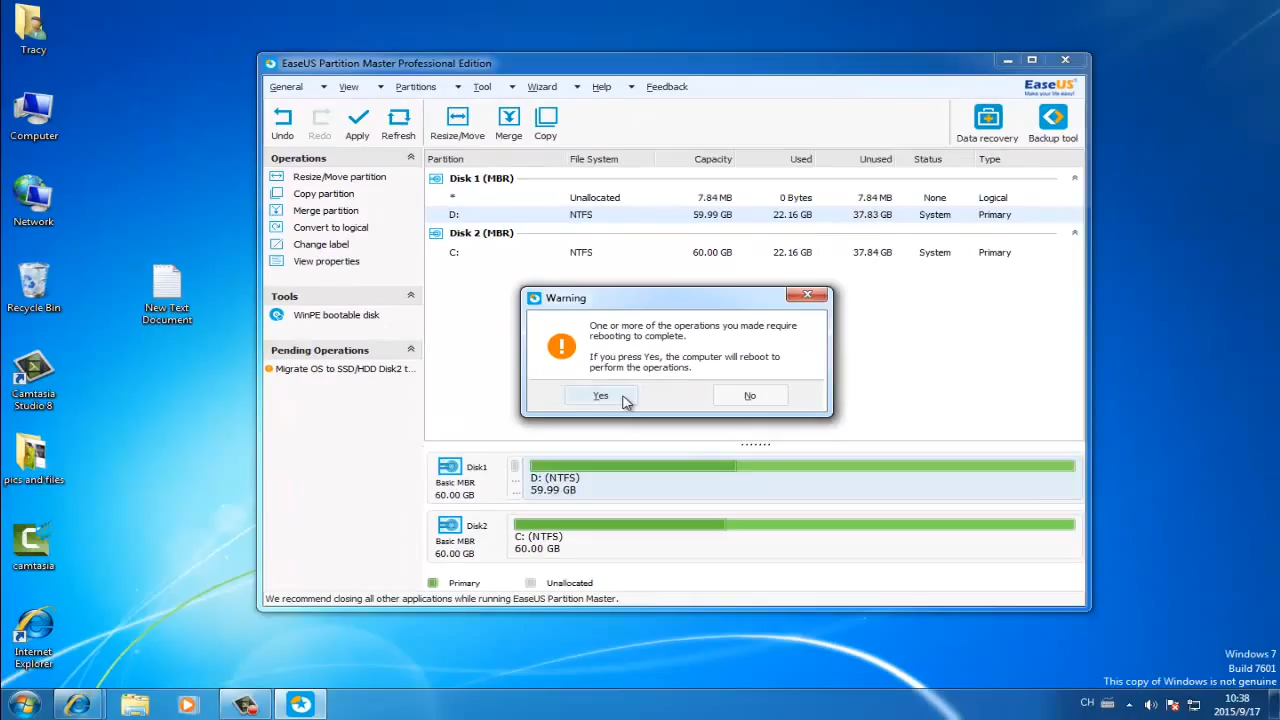 Tracy
Computer
Network
Recycle Bin
New Text
Document
Camtasia
Studio 8
pics and files
camtasia
Internet
Explorer
EaseUS Partition Master Professional Edition
General View Partitions Tool Wizard Help Feedback
EaseUS
Make your life easy!
Undo Redo Apply Refresh Resize/Move Merge Copy Data recovery Backup tool
Operations
Resize/Move partition
Copy partition
Merge partition
Convert to logical
Change label
View properties
Tools
WinPE bootable disk
Pending Operations
Migrate OS to SSD/HDD Disk2 t...
Partition File System Capacity Used Unused Status Type
Disk 1 (MBR)
* Unallocated 7.84 MB 0 Bytes 7.84 MB None Logical
D: NTFS 59.99 GB 22.16 GB 37.83 GB System Primary
Disk 2 (MBR)
C: NTFS 60.00 GB 22.16 GB 37.84 GB System Primary
Warning
One or more of the operations you made require
rebooting to complete.
If you press Yes, the computer will reboot to
perform the operations.
Yes No
Disk1
Basic MBR
60.00 GB
...
...
D: (NTFS)
59.99 GB
Disk2
Basic MBR
60.00 GB
C: (NTFS)
60.00 GB
Primary Unallocated
We recommend closing all other applications while running EaseUS Partition Master.
Windows 7
Build 7601
This copy of Windows is not genuine
CH
10:38
2015/9/17